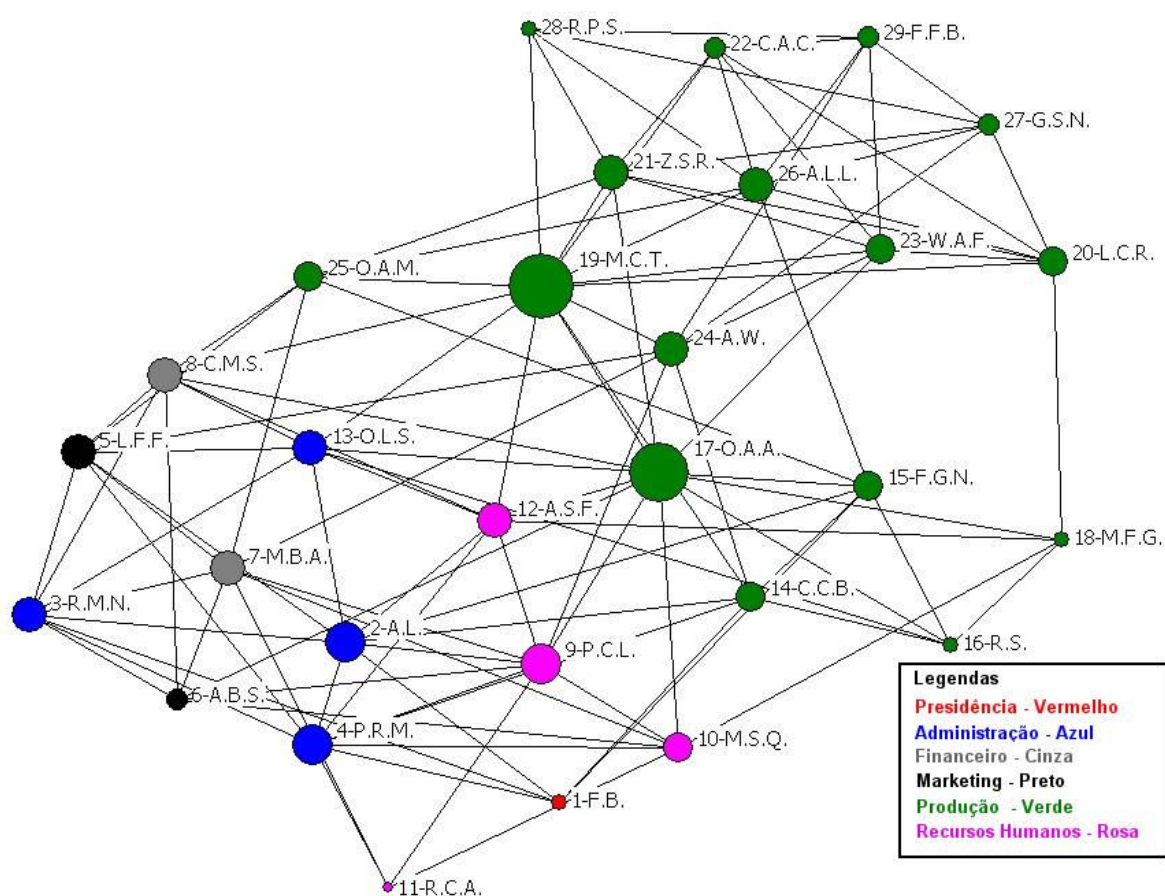 28-R.P.S.
22-C.A.C.
29-F.F.B.
27-G.S.N.
21-Z.S.R.
26-A.L.L.
23-W.A.F.
20-L.C.R.
19-M.C.T.
25-O.A.M.
24-A.W.
8-C.M.S.
5-L.F.F.
13-O.L.S.
17-O.A.A.
15-F.G.N.
12-A.S.F.
18-M.F.G.
7-M.B.A.
14-C.C.B.
3-R.M.N.
2-A.L.
9-P.C.L.
16-R.S.
6-A.B.S.
4-P.R.M.
10-M.S.Q.
1-F.B.
11-R.C.A.
Legendas
Presidência - Vermelho
Administração - Azul
Financeiro - Cinza
Marketing - Preto
Produção - Verde
Recursos Humanos - Rosa